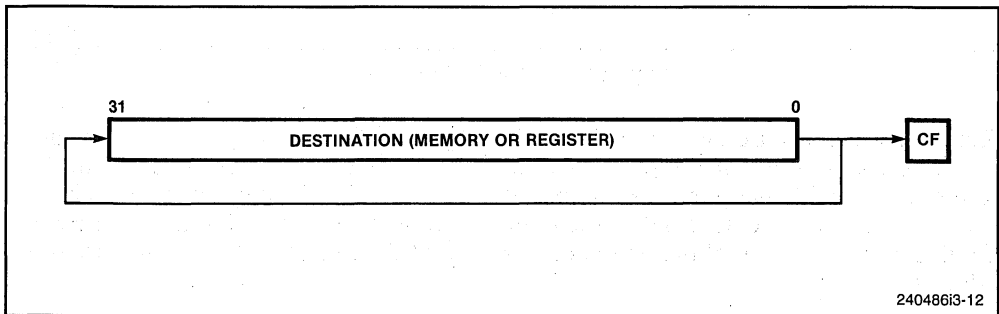 31 0
DESTINATION (MEMORY OR REGISTER) CF
240486i3-12